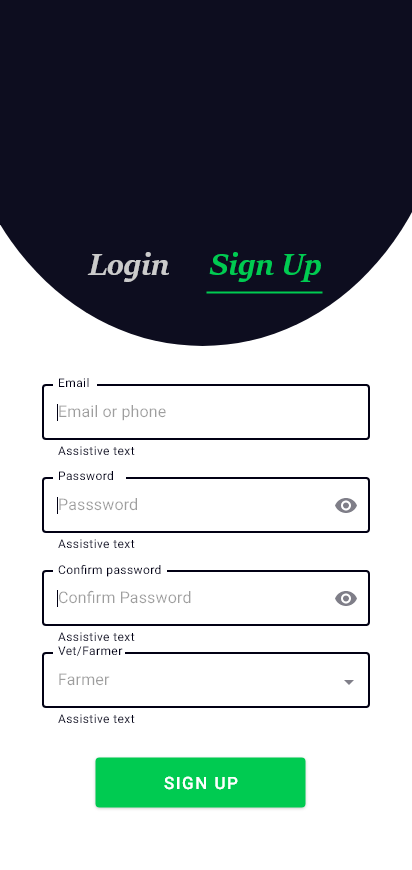 Login Sign Up
Email
Email or phone
Assistive text
Password
Passsword
Assistive text
Confirm password
Confirm Password
Assistive text
Vet/Farmer
Farmer
Assistive text
SIGN UP